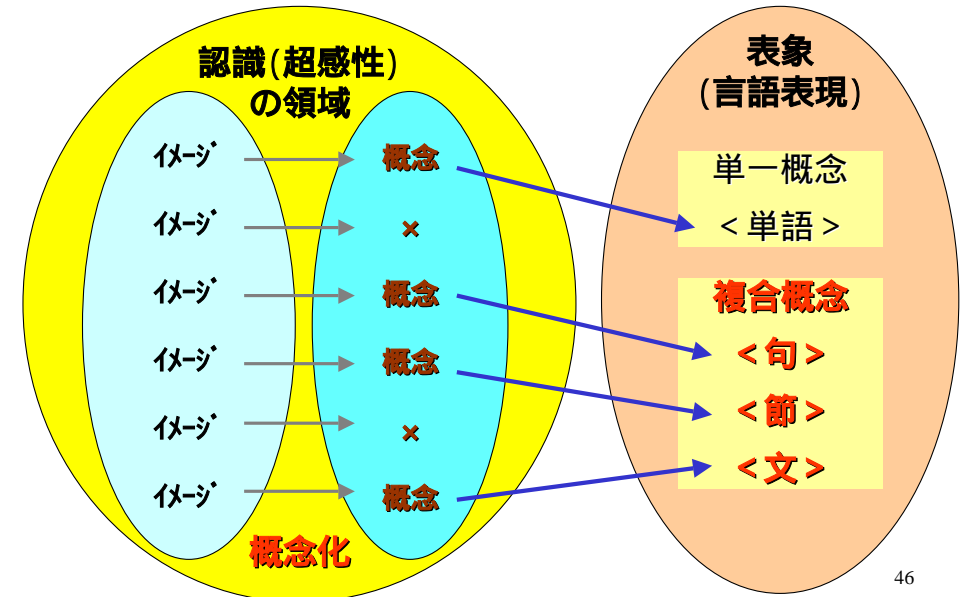 認識(超感性)
の領域
イメージ
イメージ
イメージ
イメージ
イメージ
イメージ
概念
×
概念
概念
×
概念
概念化
表象
(言語表現)
単一概念
<単語>
複合概念
<句>
<節>
<文>
46